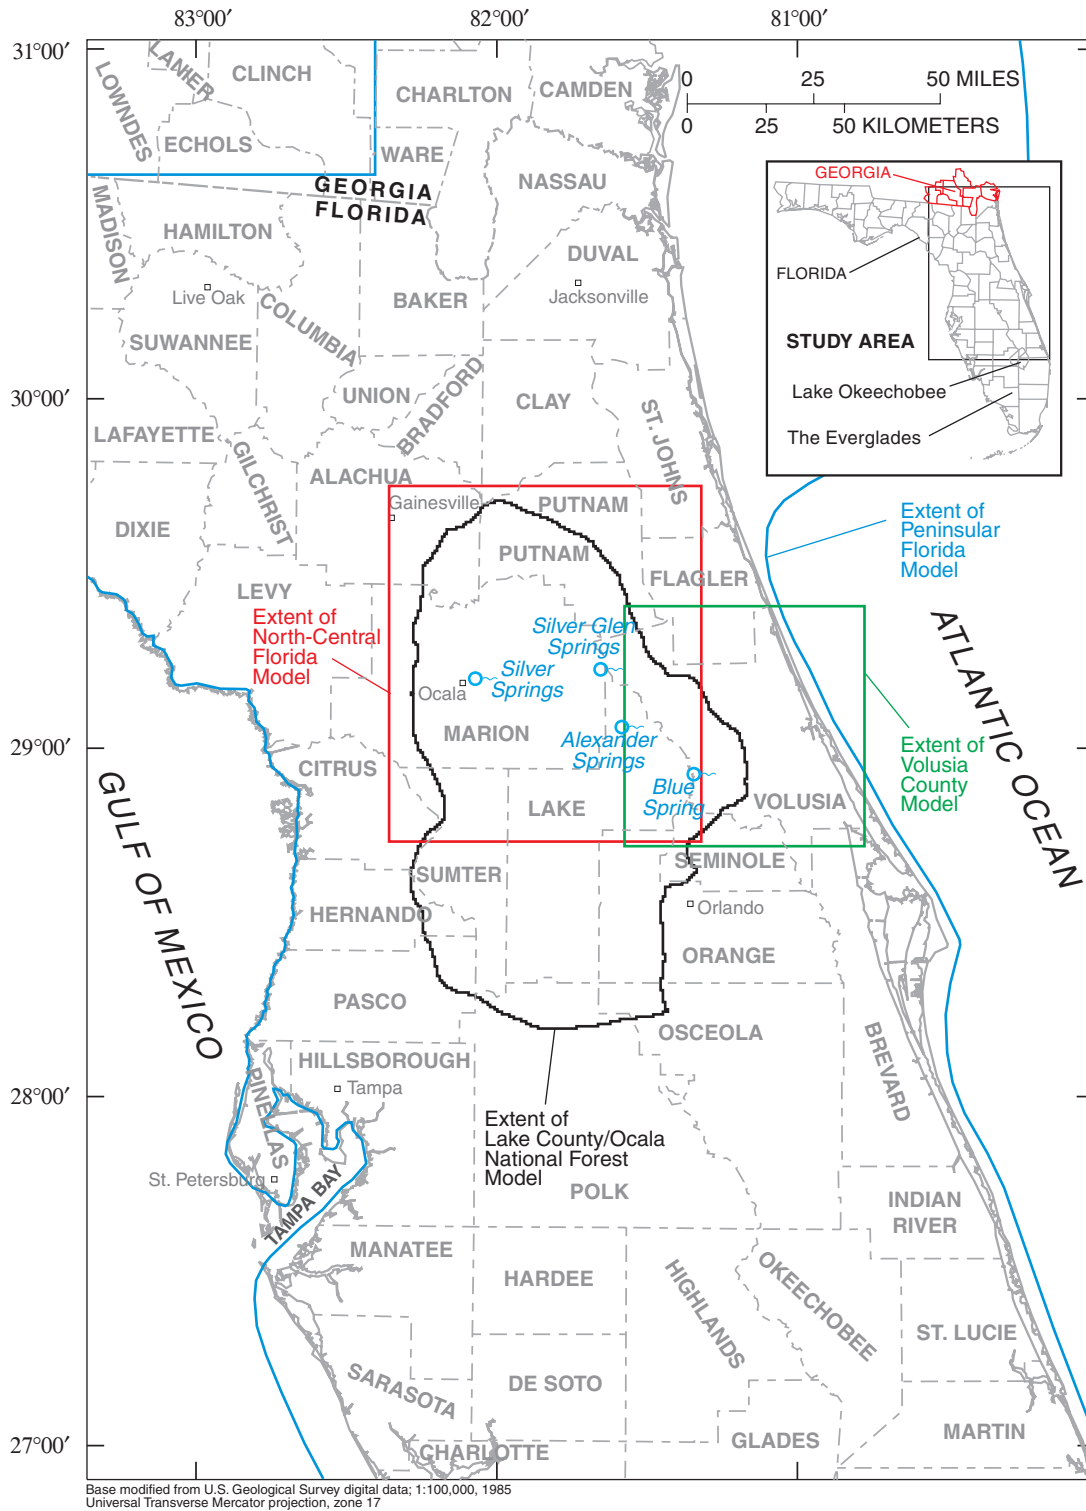 83°00′
82°00′
81°00′
31°00′
30°00′
29°00′
28°00′
27°00′
0
25
50 MILES
0
25
50 KILOMETERS
LOWNDES
LANIER
CLINCH
ECHOLS
CHARLTON
CAMDEN
WARE
GEORGIA
FLORIDA
NASSAU
MADISON
HAMILTON
DUVAL
Live Oak
COLUMBIA
BAKER
Jacksonville
SUWANNEE
UNION
BRADFORD
CLAY
ST. JOHNS
LAFAYETTE
GILCHRIST
ALACHUA
Gainesville
PUTNAM
DIXIE
PUTNAM
FLAGLER
LEVY
GEORGIA
FLORIDA
STUDY AREA
Lake Okeechobee
The Everglades
Extent of
Peninsular
Florida
Model
Extent of
North-Central
Florida
Model
Silver Glen
Springs
Silver
Springs
Ocala
MARION
Alexander
Springs
Blue
Spring
CITRUS
LAKE
VOLUSIA
Extent of
Volusia
County
Model
ATLANTIC OCEAN
GULF OF MEXICO
SUMTER
SEMINOLE
HERNANDO
Orlando
ORANGE
PASCO
OSCEOLA
HILLSBOROUGH
Tampa
PINELLAS
BREVARD
Extent of
Lake County/Ocala
National Forest
Model
St. Petersburg
TAMPA BAY
POLK
INDIAN
RIVER
MANATEE
HARDEE
HIGHLANDS
OKEECHOBEE
ST. LUCIE
SARASOTA
DE SOTO
CHARLOTTE
GLADES
MARTIN
Base modified from U.S. Geological Survey digital data; 1:100,000, 1985
Universal Transverse Mercator projection, zone 17